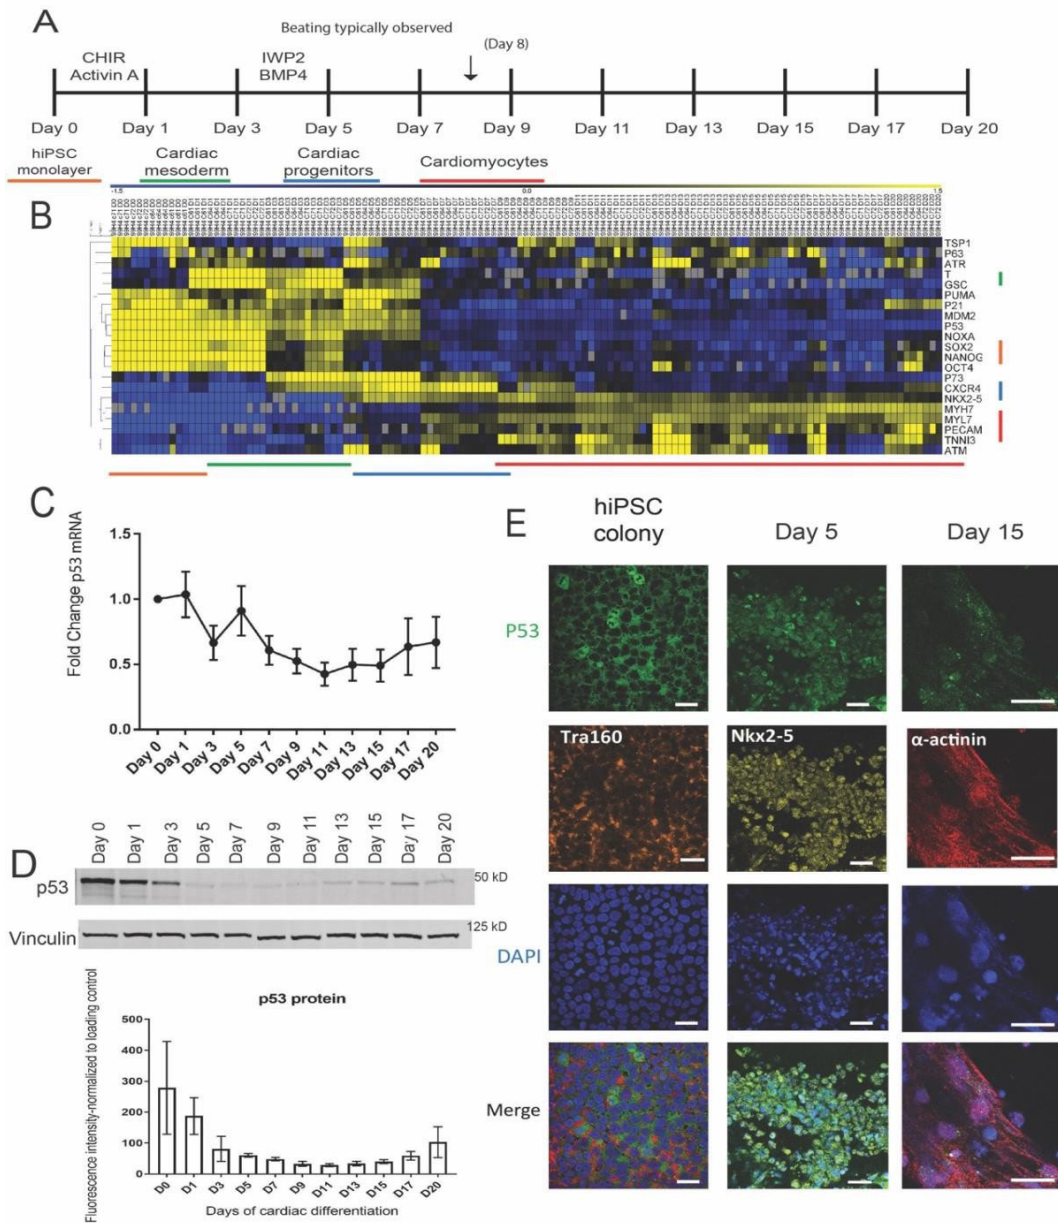 A
Beating typically observed
(Day 8)
CHIR
Activin A
IWP2
BMP4
Day 0
Day 1
Day 3
Day 5
Day 7
Day 9
Day 11
Day 13
Day 15
Day 17
Day 20
hiPSC
monolayer
Cardiac
mesoderm
Cardiac
progenitors
Cardiomyocytes
-1.5
0.0
1.5
B
TSP1
P63
ATR
T
GSC
PUMA
P21
MDM2
P53
NOXA
SOX2
NANOG
OCT4
P73
CXCR4
NKX2-5
MYH7
MYL7
PECAM
TNNI3
ATM
C
Fold Change p53 mRNA
1.5
1.0
0.5
0.0
Day 0
Day 1
Day 3
Day 5
Day 7
Day 9
Day 11
Day 13
Day 15
Day 17
Day 20
D
Day 0
Day 1
Day 3
Day 5
Day 7
Day 9
Day 11
Day 13
Day 15
Day 17
Day 20
p53
50 kD
Vinculin
125 kD
p53 protein
Fluorescence intensity-normalized to loading control
500
400
300
200
100
0
D0
D1
D3
D5
D7
D9
D11
D13
D15
D17
D20
Days of cardiac differentiation
E
hiPSC
colony
Day 5
Day 15
P53
Tra160
Nkx2-5
α-actinin
DAPI
Merge